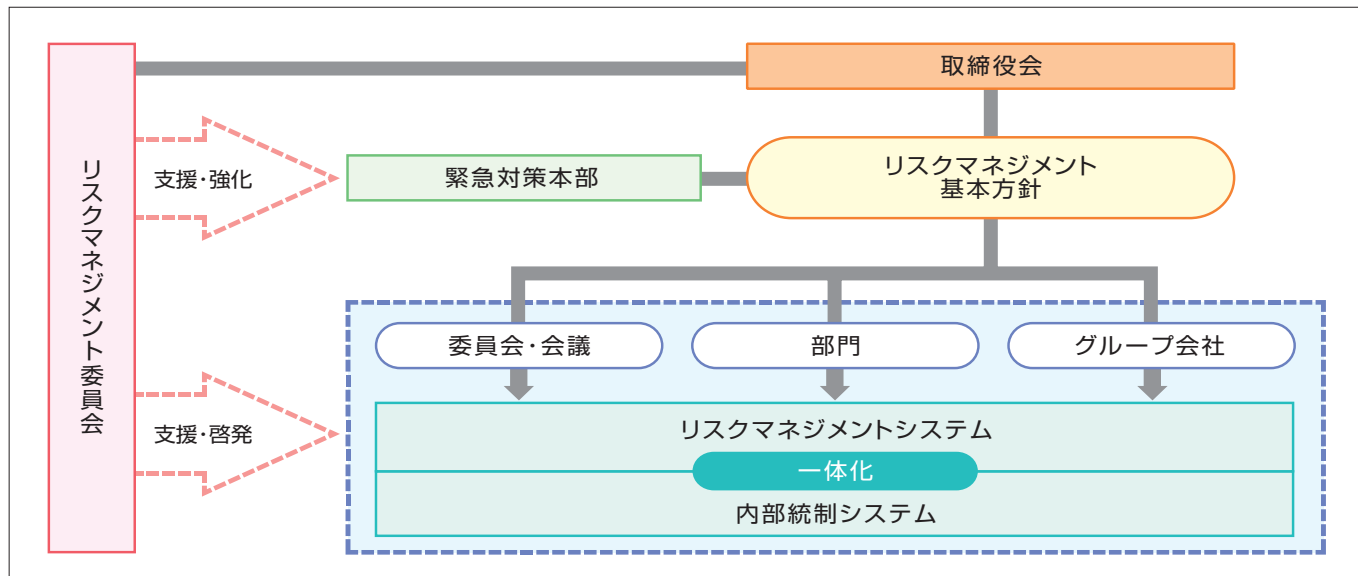 リスクマネジメント委員会
取締役会
支援・強化
緊急対策本部
リスクマネジメント
基本方針
委員会・会議
部門
グループ会社
支援・啓発
リスクマネジメントシステム
一体化
内部統制システム